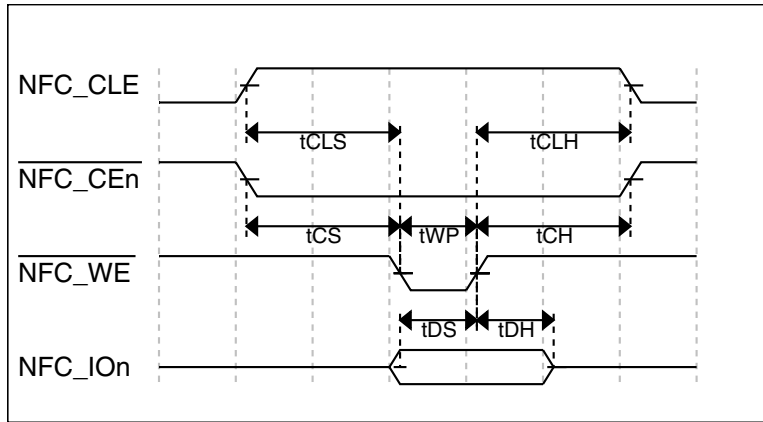 NFC_CLE
tCLS tCLH
NFC_CEn
tCS tWP tCH
NFC_WE
tDS tDH
NFC_IOn